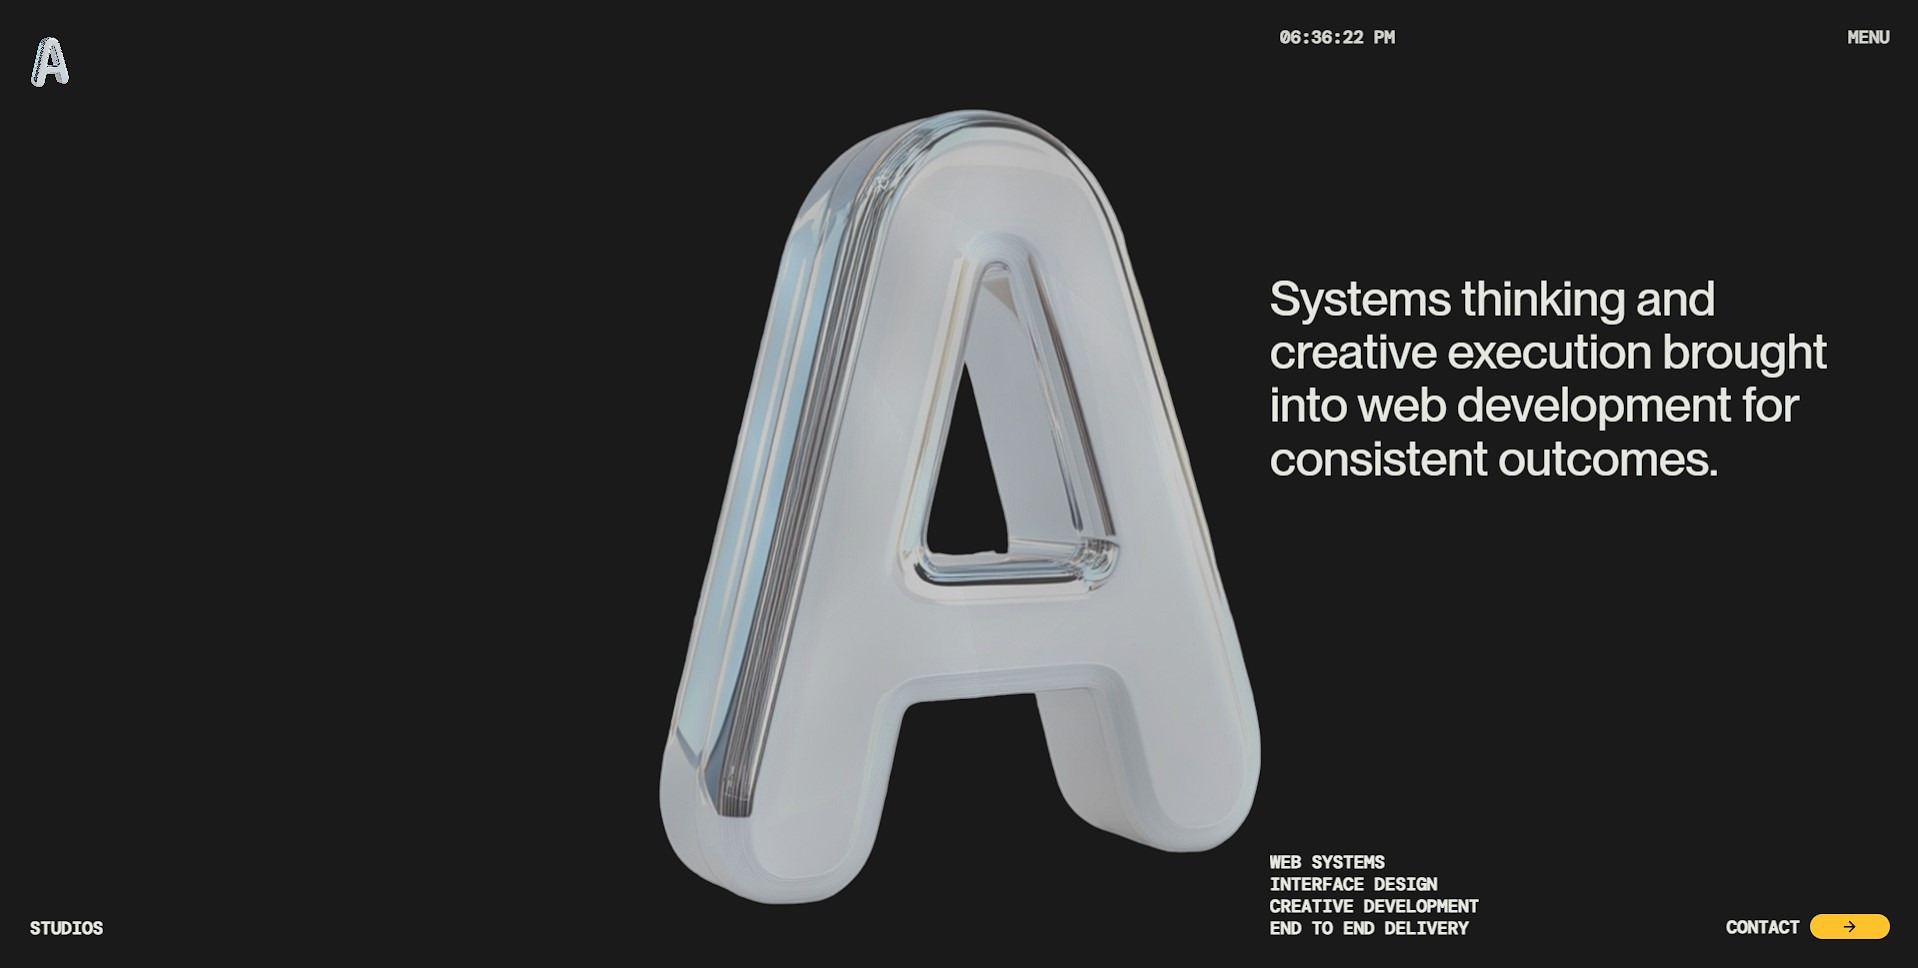 A
06:36:22 PM
MENU
A
Systems thinking and
creative execution brought
into web development for
consistent outcomes.
WEB SYSTEMS
INTERFACE DESIGN
CREATIVE DEVELOPMENT
END TO END DELIVERY
STUDIOS
CONTACT →